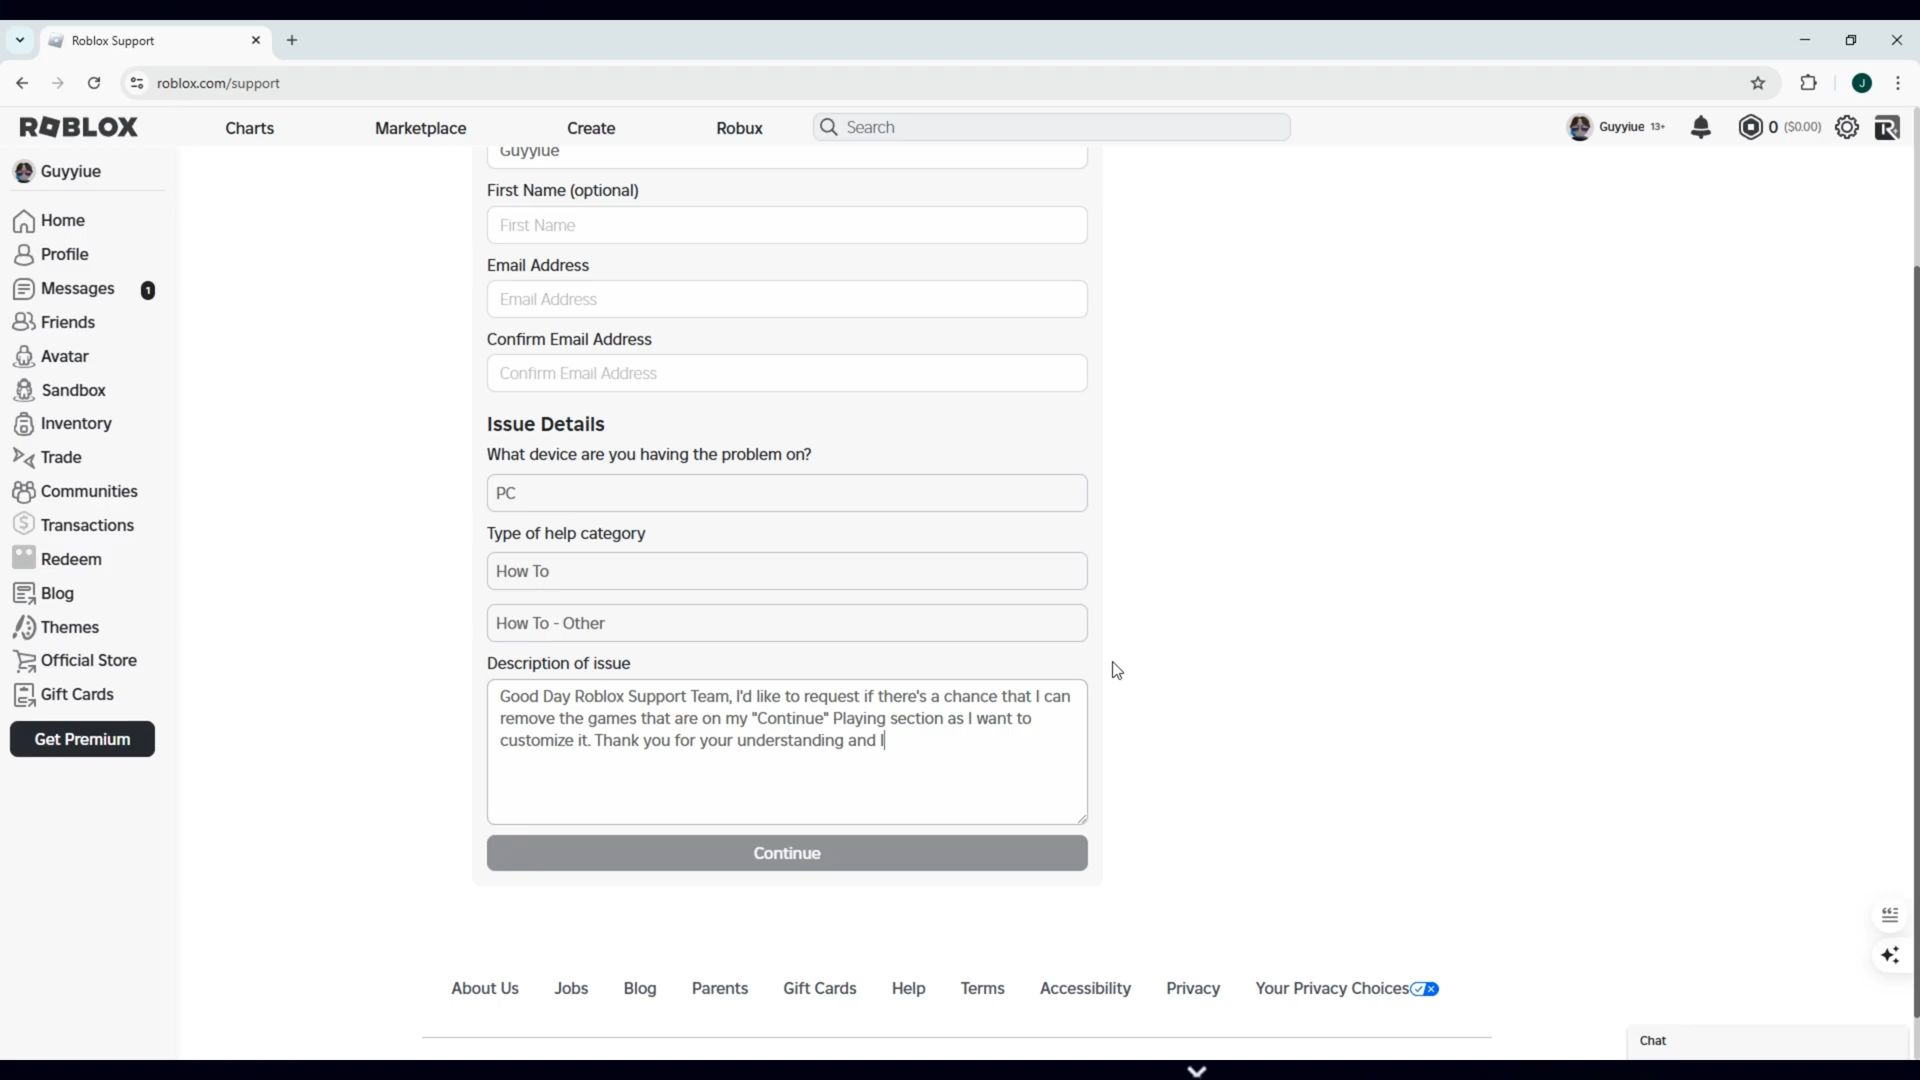 Roblox Support
roblox.com/support
J
ROBLOX
Charts
Marketplace
Create
Robux
Search
Guyyiue 13+
0 ($0.00)
Guyyiue
Home
Profile
Messages 1
Friends
Avatar
Sandbox
Inventory
Trade
Communities
Transactions
Redeem
Blog
Themes
Official Store
Gift Cards
Get Premium
Guyyiue
First Name (optional)
First Name
Email Address
Email Address
Confirm Email Address
Confirm Email Address
Issue Details
What device are you having the problem on?
PC
Type of help category
How To
How To - Other
Description of issue
Good Day Roblox Support Team, I'd like to request if there's a chance that I can
remove the games that are on my "Continue" Playing section as I want to
customize it. Thank you for your understanding and I
Continue
About Us
Jobs
Blog
Parents
Gift Cards
Help
Terms
Accessibility
Privacy
Your Privacy Choices
Chat